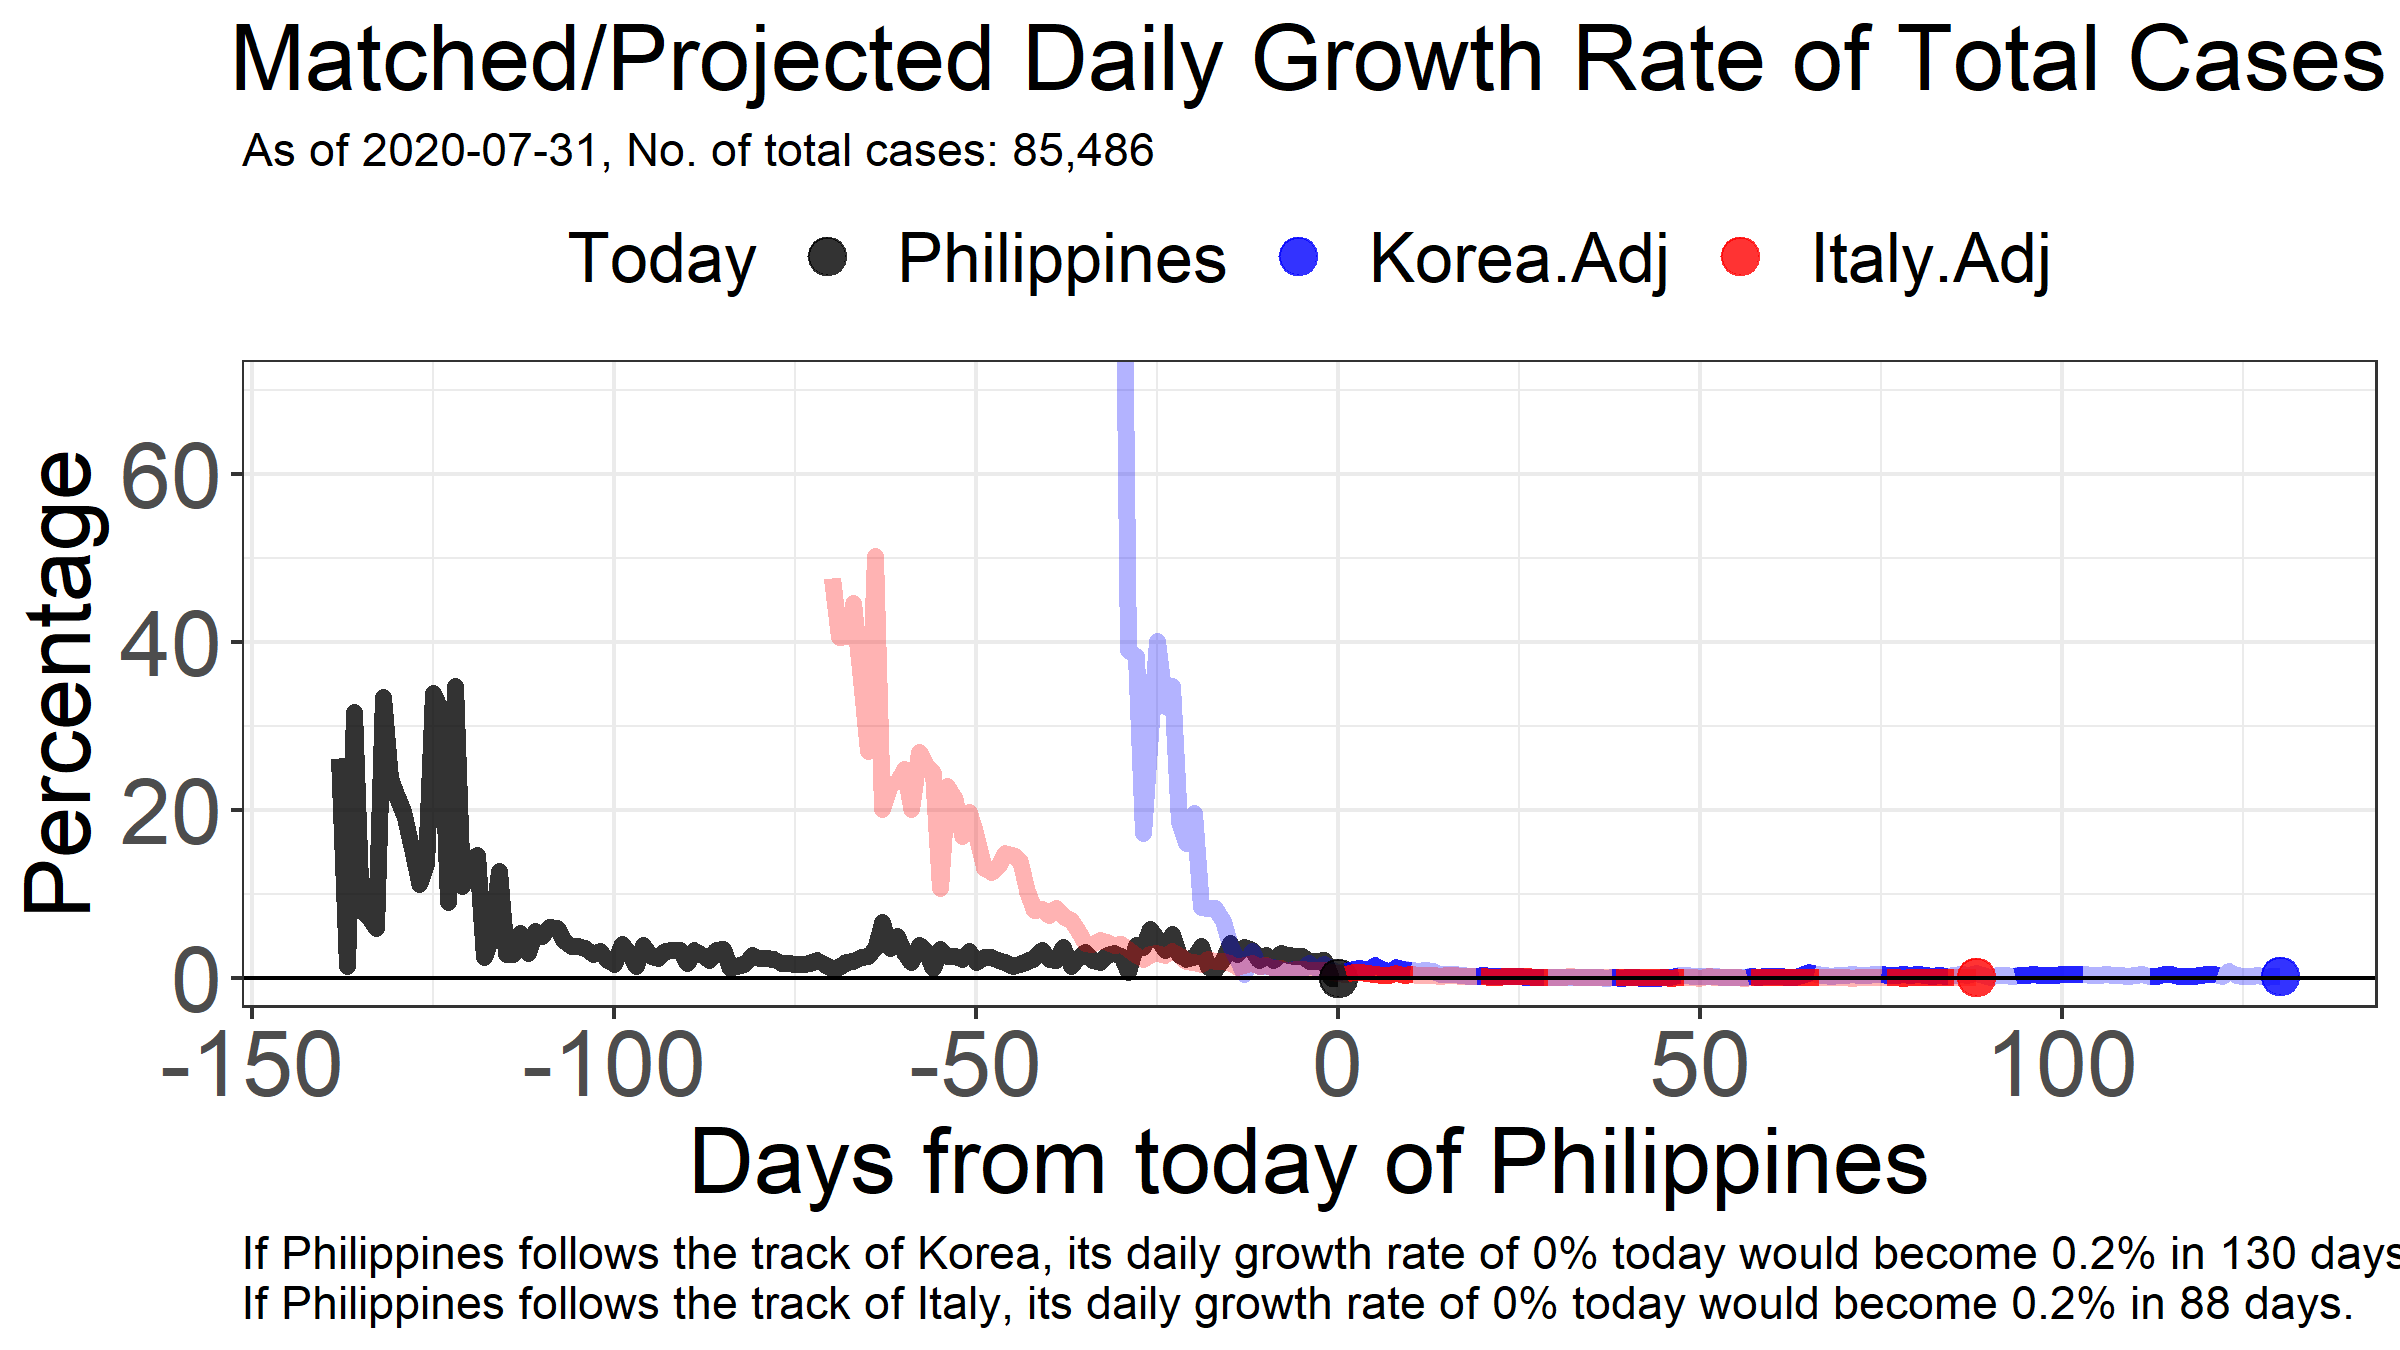 Matched/Projected Daily Growth Rate of Total Cases
As of 2020-07-31, No. of total cases: 85,486
Today Philippines Korea.Adj Italy.Adj
Percentage
60
40
20
0
-150 -100 -50 0 50 100
Days from today of Philippines
If Philippines follows the track of Korea, its daily growth rate of 0% today would become 0.2% in 130 days
If Philippines follows the track of Italy, its daily growth rate of 0% today would become 0.2% in 88 days.